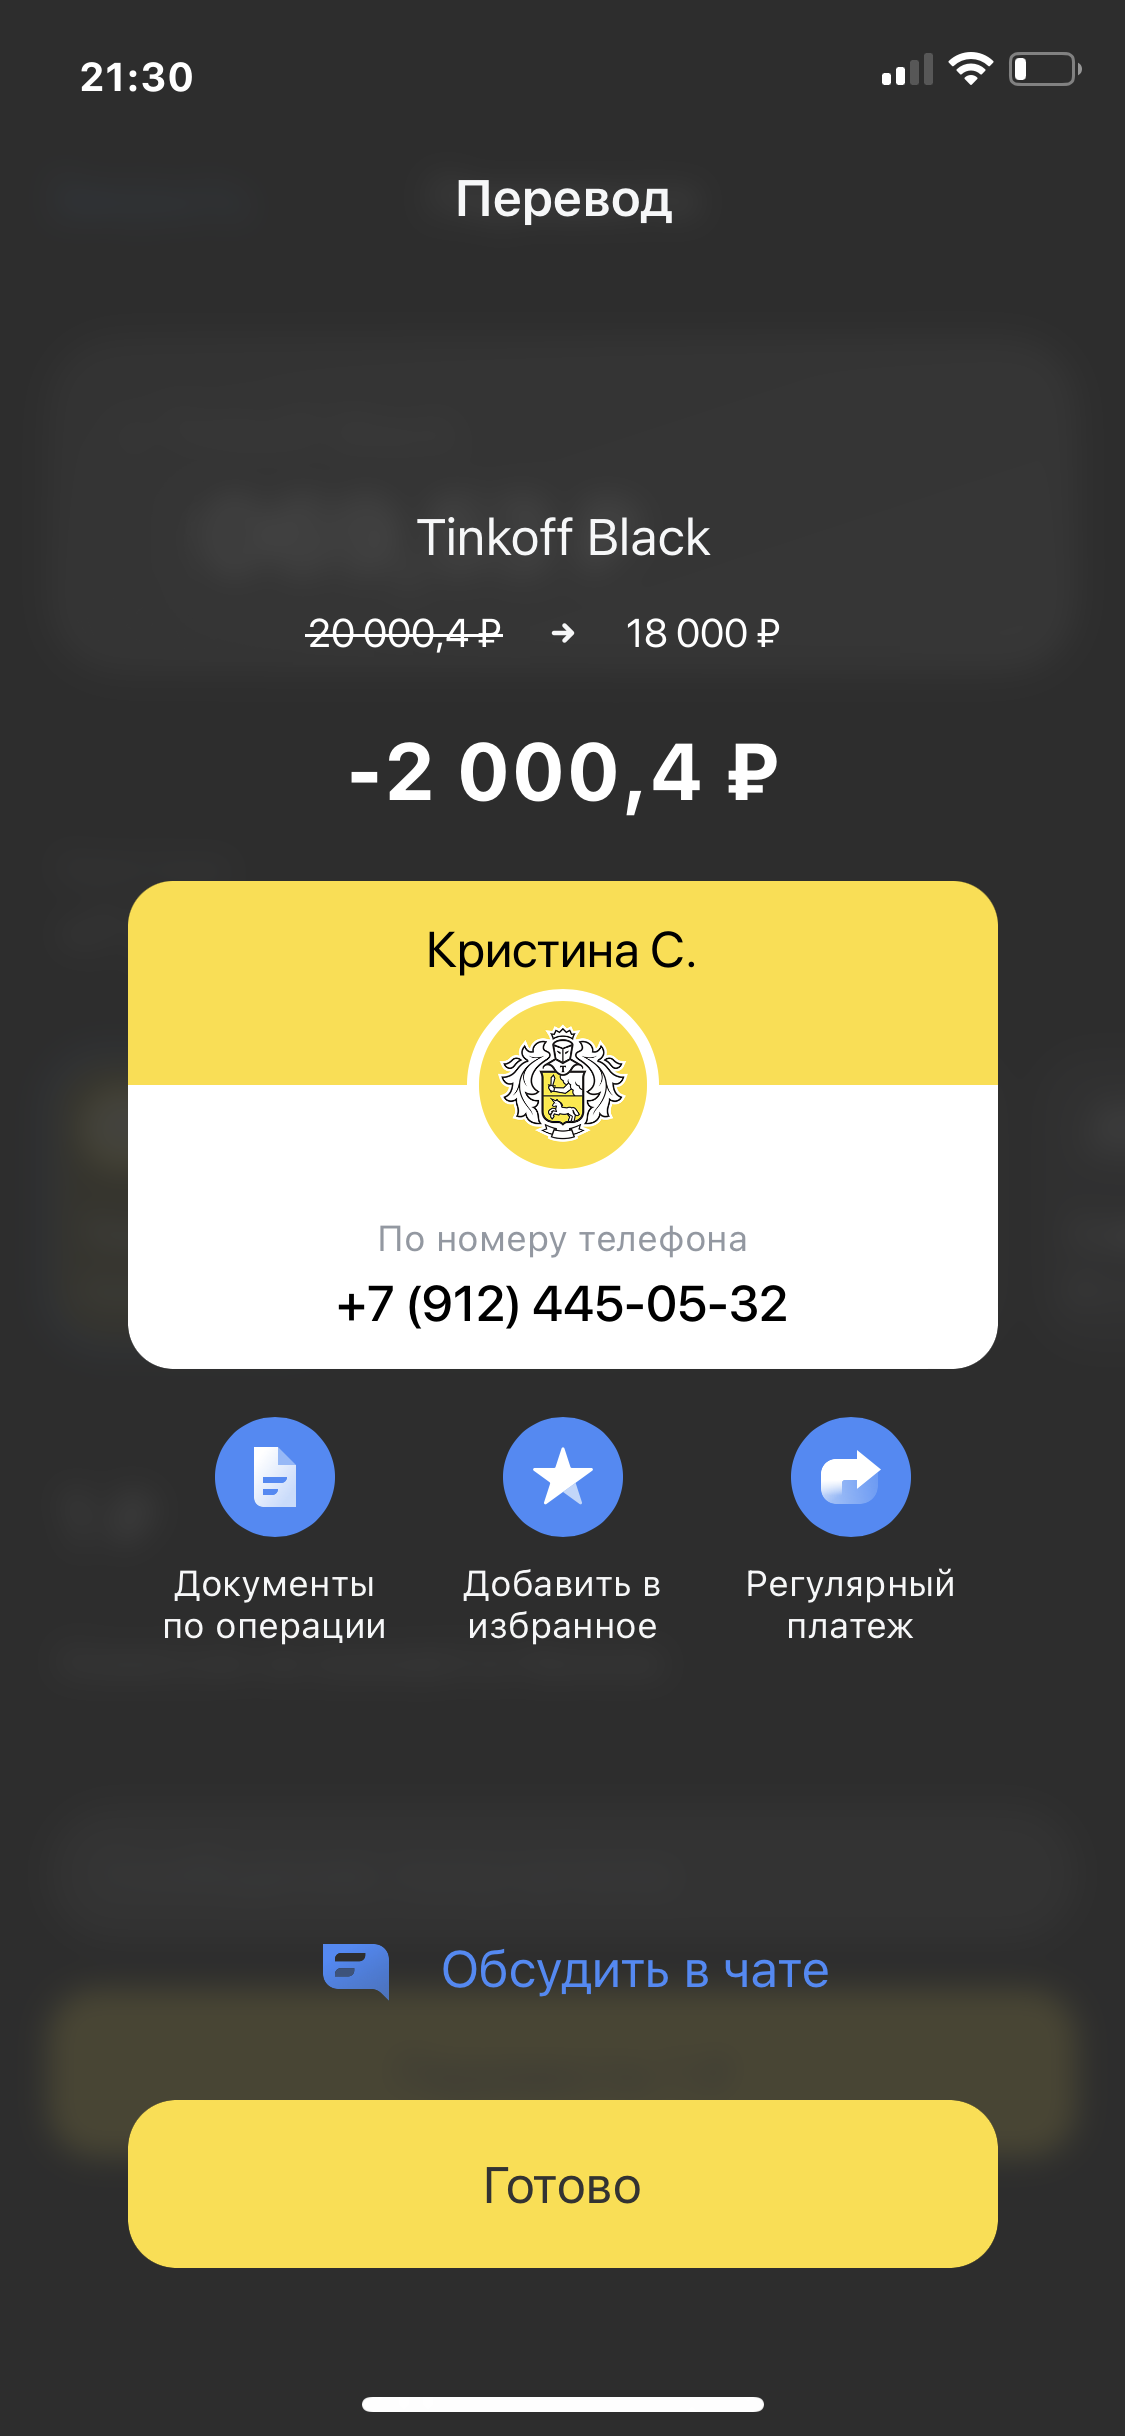 21:30
Перевод
Tinkoff Black
20 000,4 ₽ → 18 000 ₽
-2 000,4 ₽
Кристина С.
По номеру телефона
+7 (912) 445-05-32
Документы
по операции
Добавить в
избранное
Регулярный
платеж
Обсудить в чате
Готово